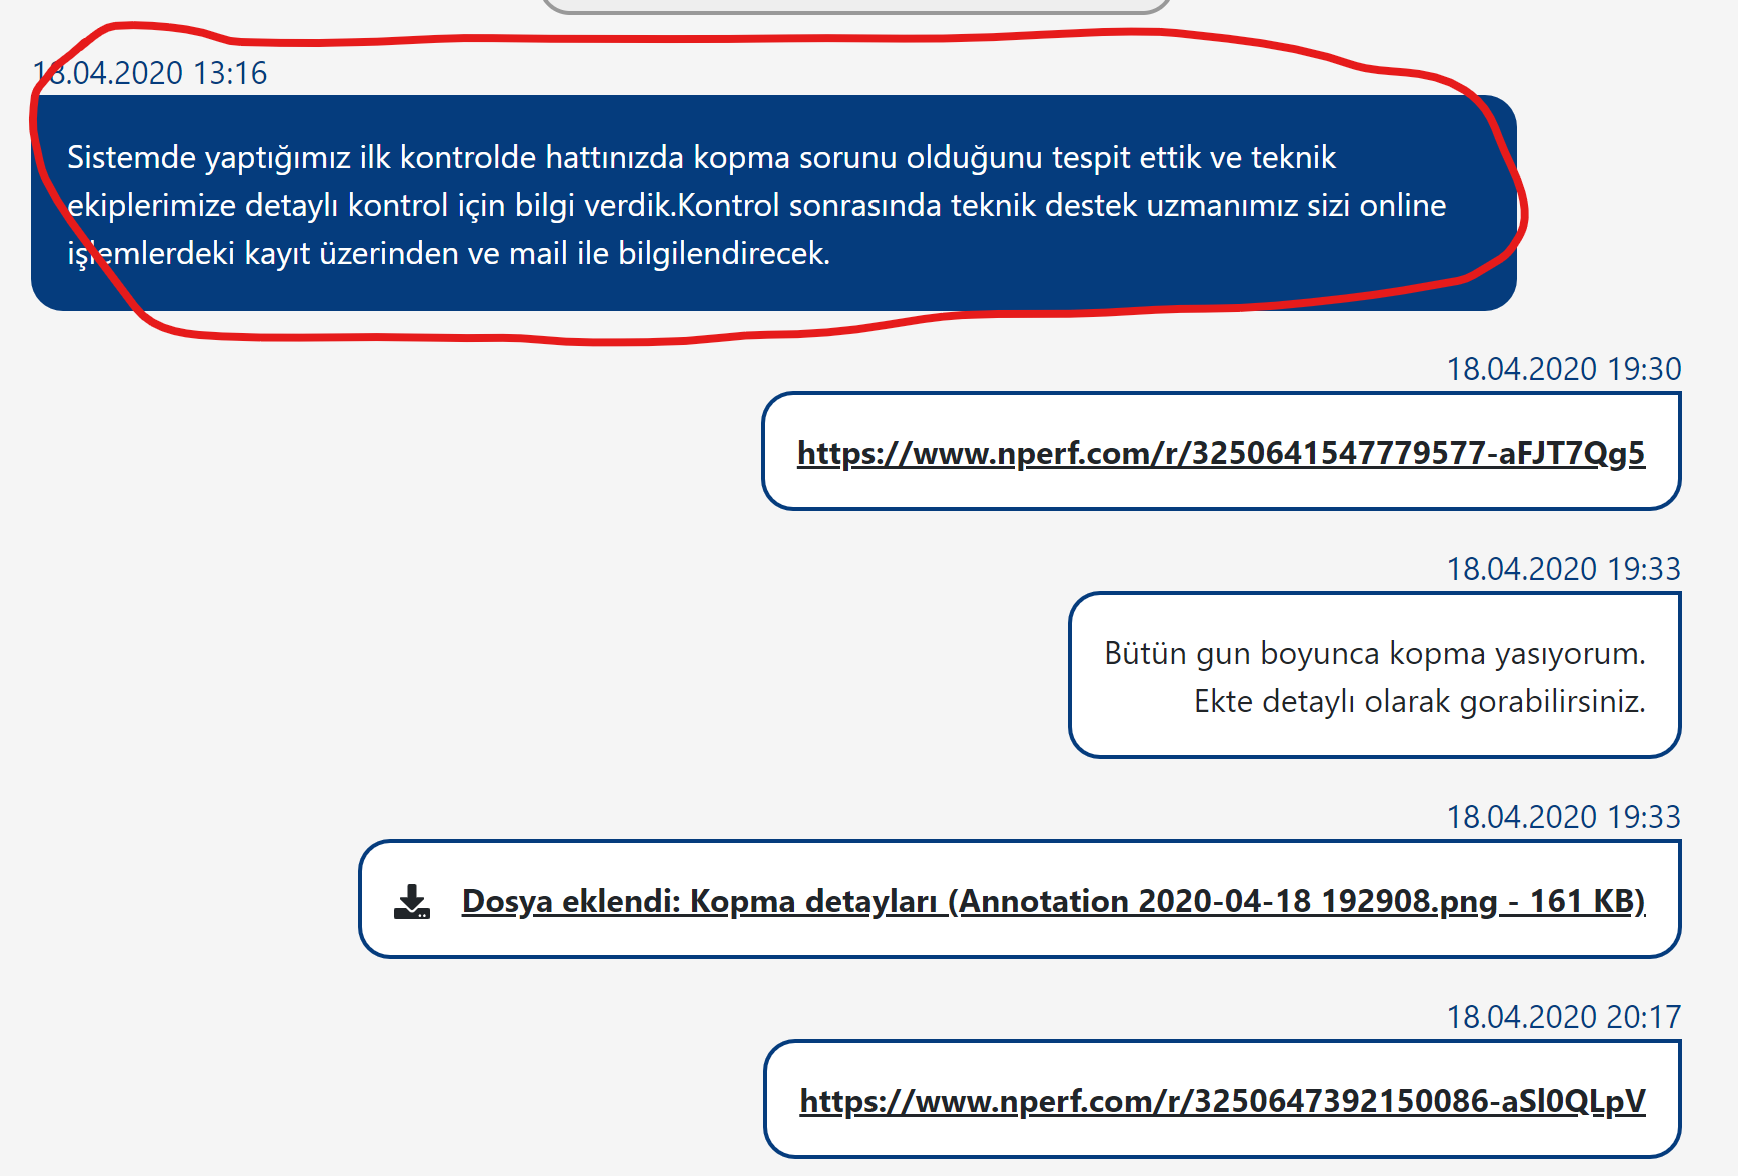 18.04.2020 13:16
Sistemde yaptığımız ilk kontrolde hattınızda kopma sorunu olduğunu tespit ettik ve teknik
ekiplerimize detaylı kontrol için bilgi verdik.Kontrol sonrasında teknik destek uzmanımız sizi online
işlemlerdeki kayıt üzerinden ve mail ile bilgilendirecek.
18.04.2020 19:30
https://www.nperf.com/r/3250641547779577-aFJT7Qg5
18.04.2020 19:33
Bütün gun boyunca kopma yasıyorum.
Ekte detaylı olarak gorabilirsiniz.
18.04.2020 19:33
Dosya eklendi: Kopma detayları (Annotation 2020-04-18 192908.png - 161 KB)
18.04.2020 20:17
https://www.nperf.com/r/3250647392150086-aSl0QLpV